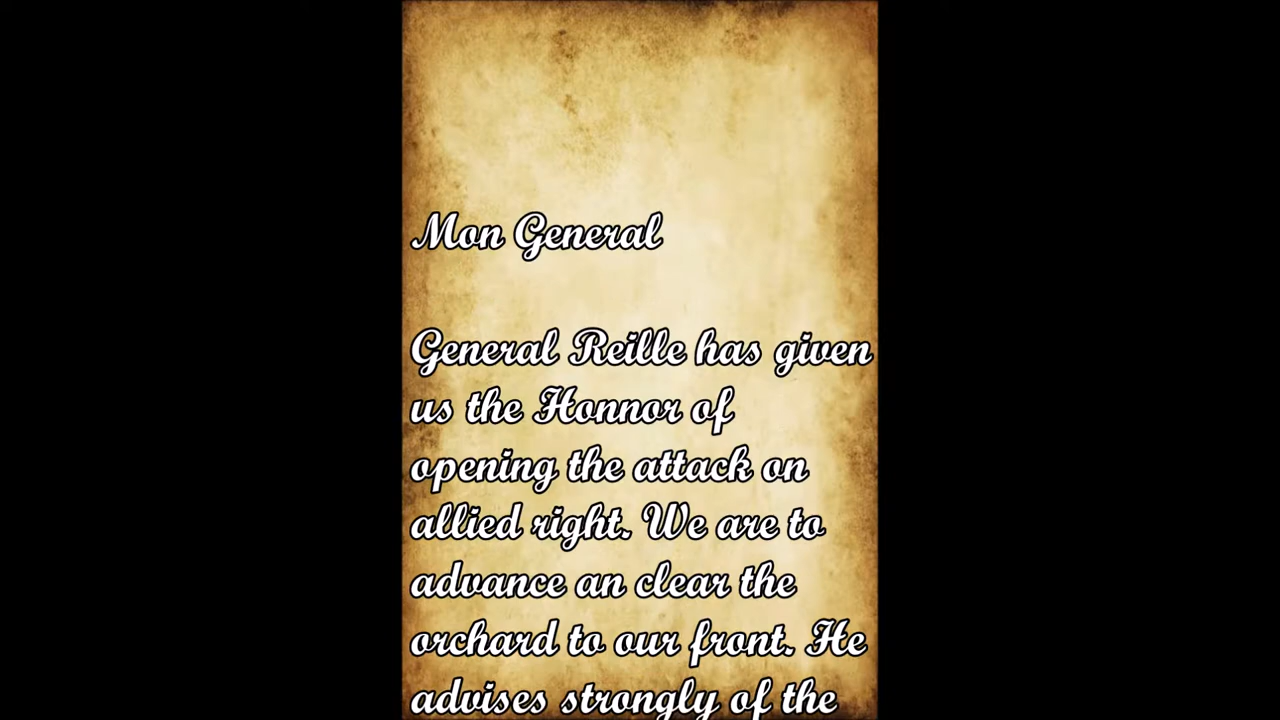 Mon General
General Reille has given
us the Honnor of
opening the attack on
allied right. We are to
advance an clear the
orchard to our front. He
advises strongly of the